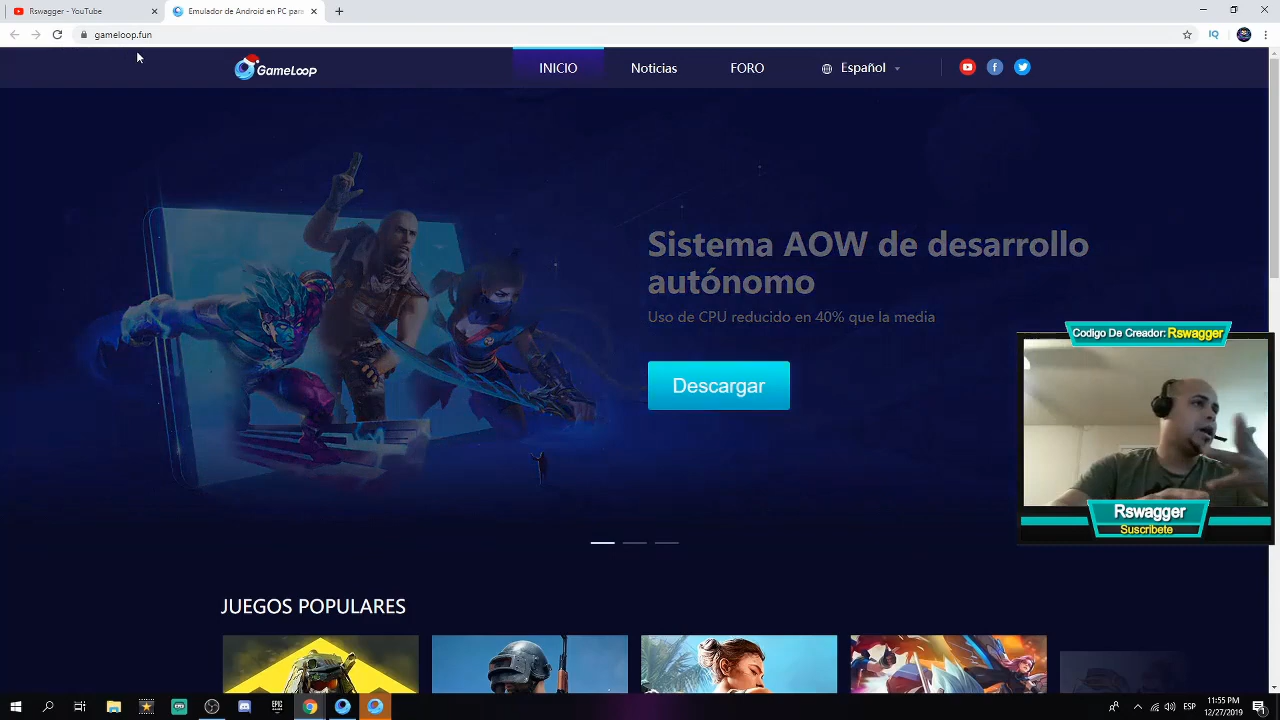 Rswagger - YouTube
Emulador de Android en PC para
gameloop.fun
IQ
GameLoop
INICIO
Noticias
FORO
Español
Sistema AOW de desarrollo
autónomo
Uso de CPU reducido en 40% que la media
Descargar
Codigo De Creador: Rswagger
Rswagger
Suscribete
JUEGOS POPULARES
EPIC
ESP
11:55 PM
12/27/2019